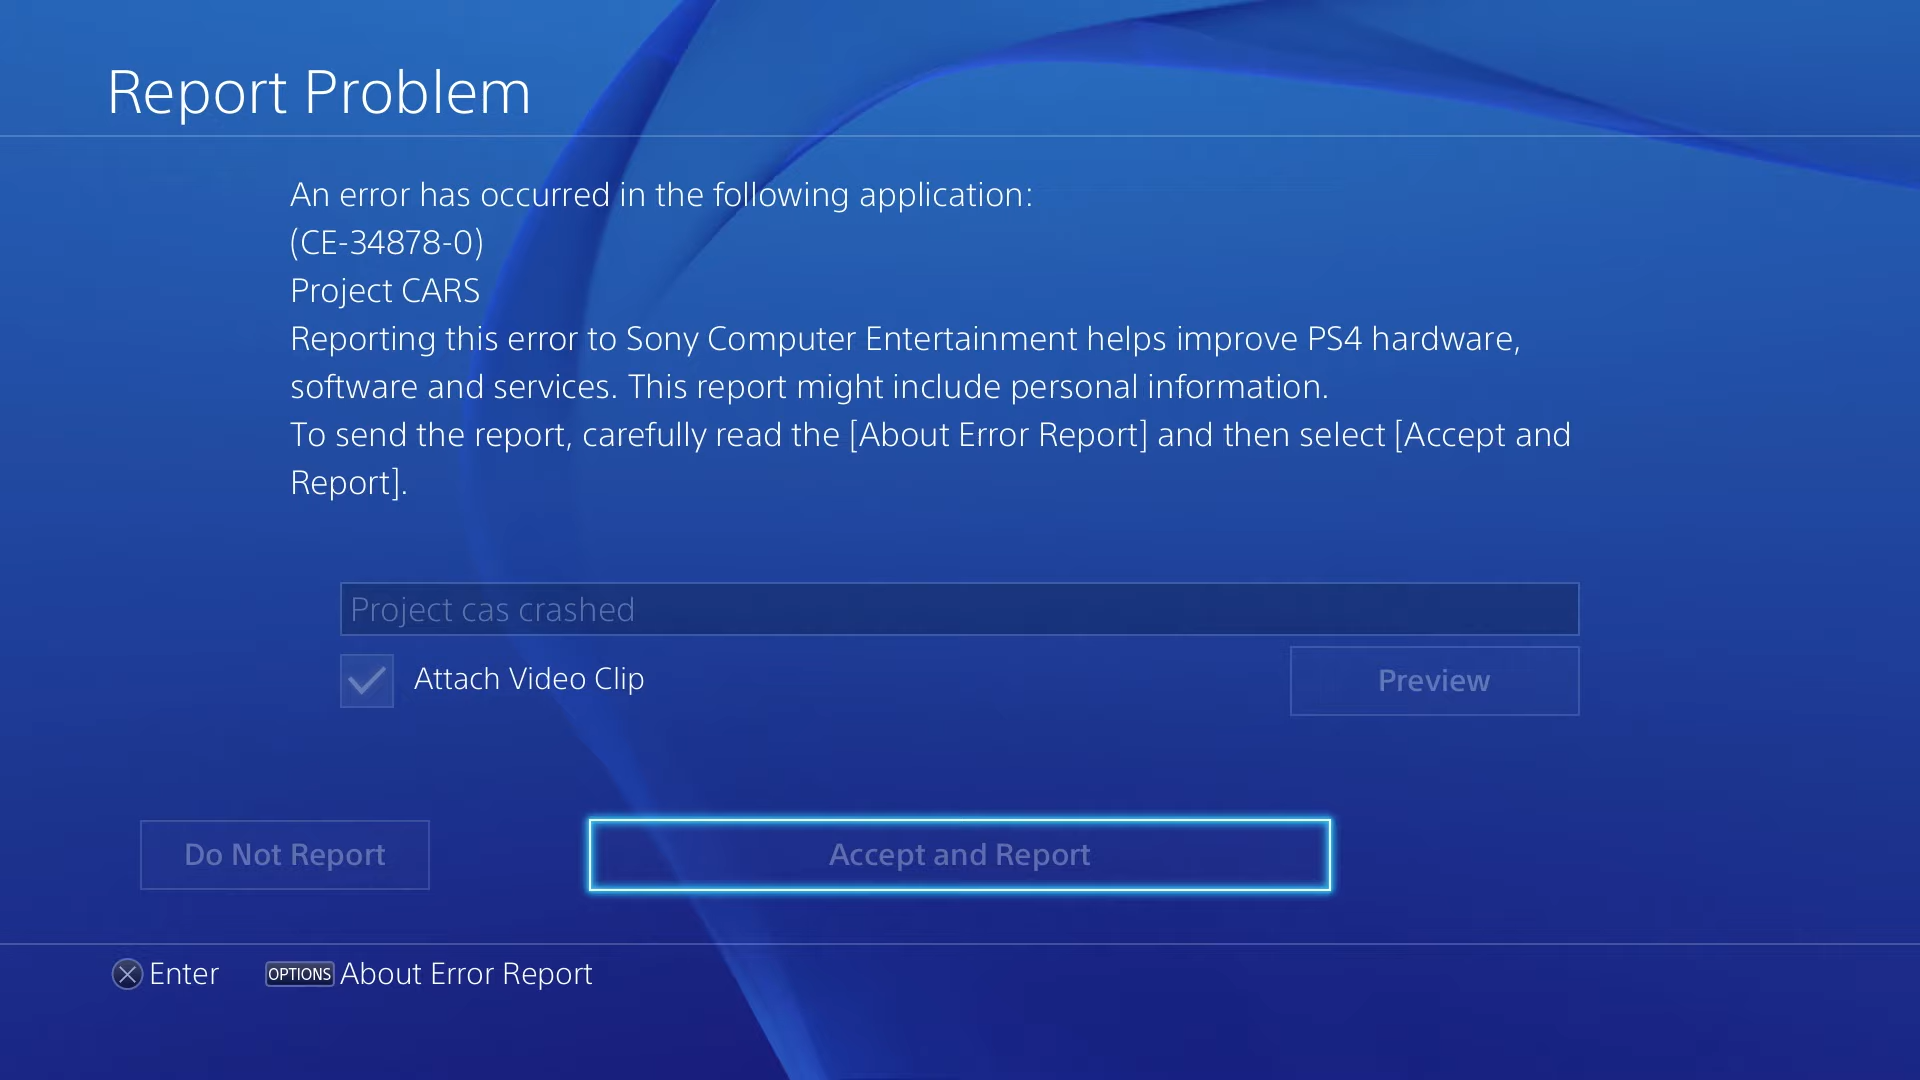 Report Problem
An error has occurred in the following application:
(CE-34878-0)
Project CARS
Reporting this error to Sony Computer Entertainment helps improve PS4 hardware,
software and services. This report might include personal information.
To send the report, carefully read the [About Error Report] and then select [Accept and
Report].
Project cas crashed
Attach Video Clip
Preview
Do Not Report
Accept and Report
Enter
OPTIONS About Error Report